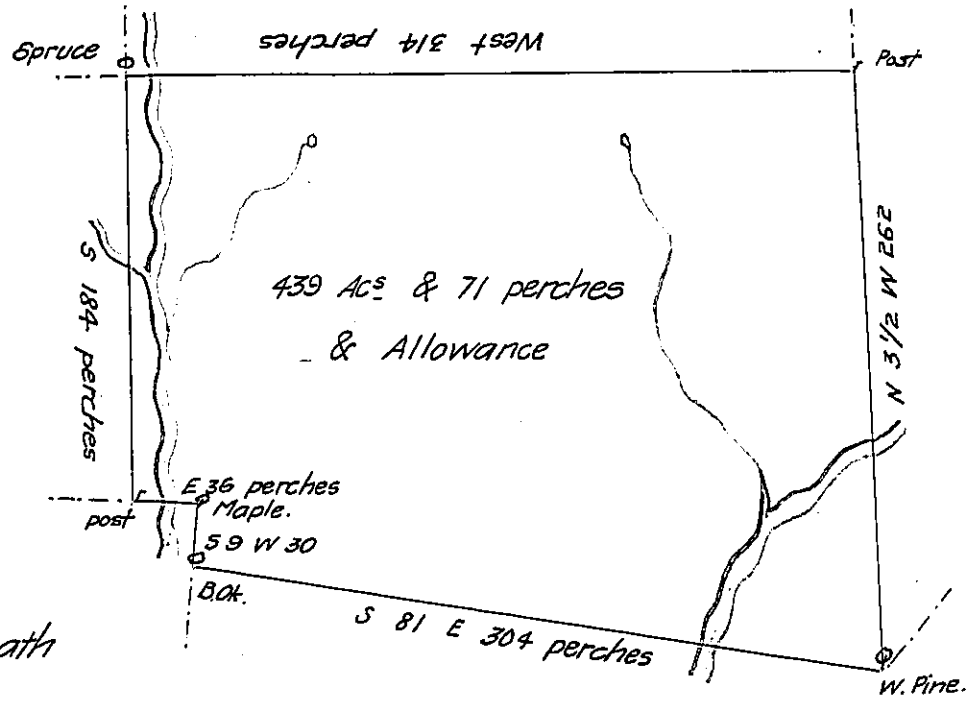 West 314 perches
Spruce
Post
S 184 perches
N 3 1/2 W 262
439 Acs & 71 perches
& Allowance
E 36 perches
Maple.
post
S 9 W 30
B.Ok.
S 81 E 304 perches
ath
W. Pine.